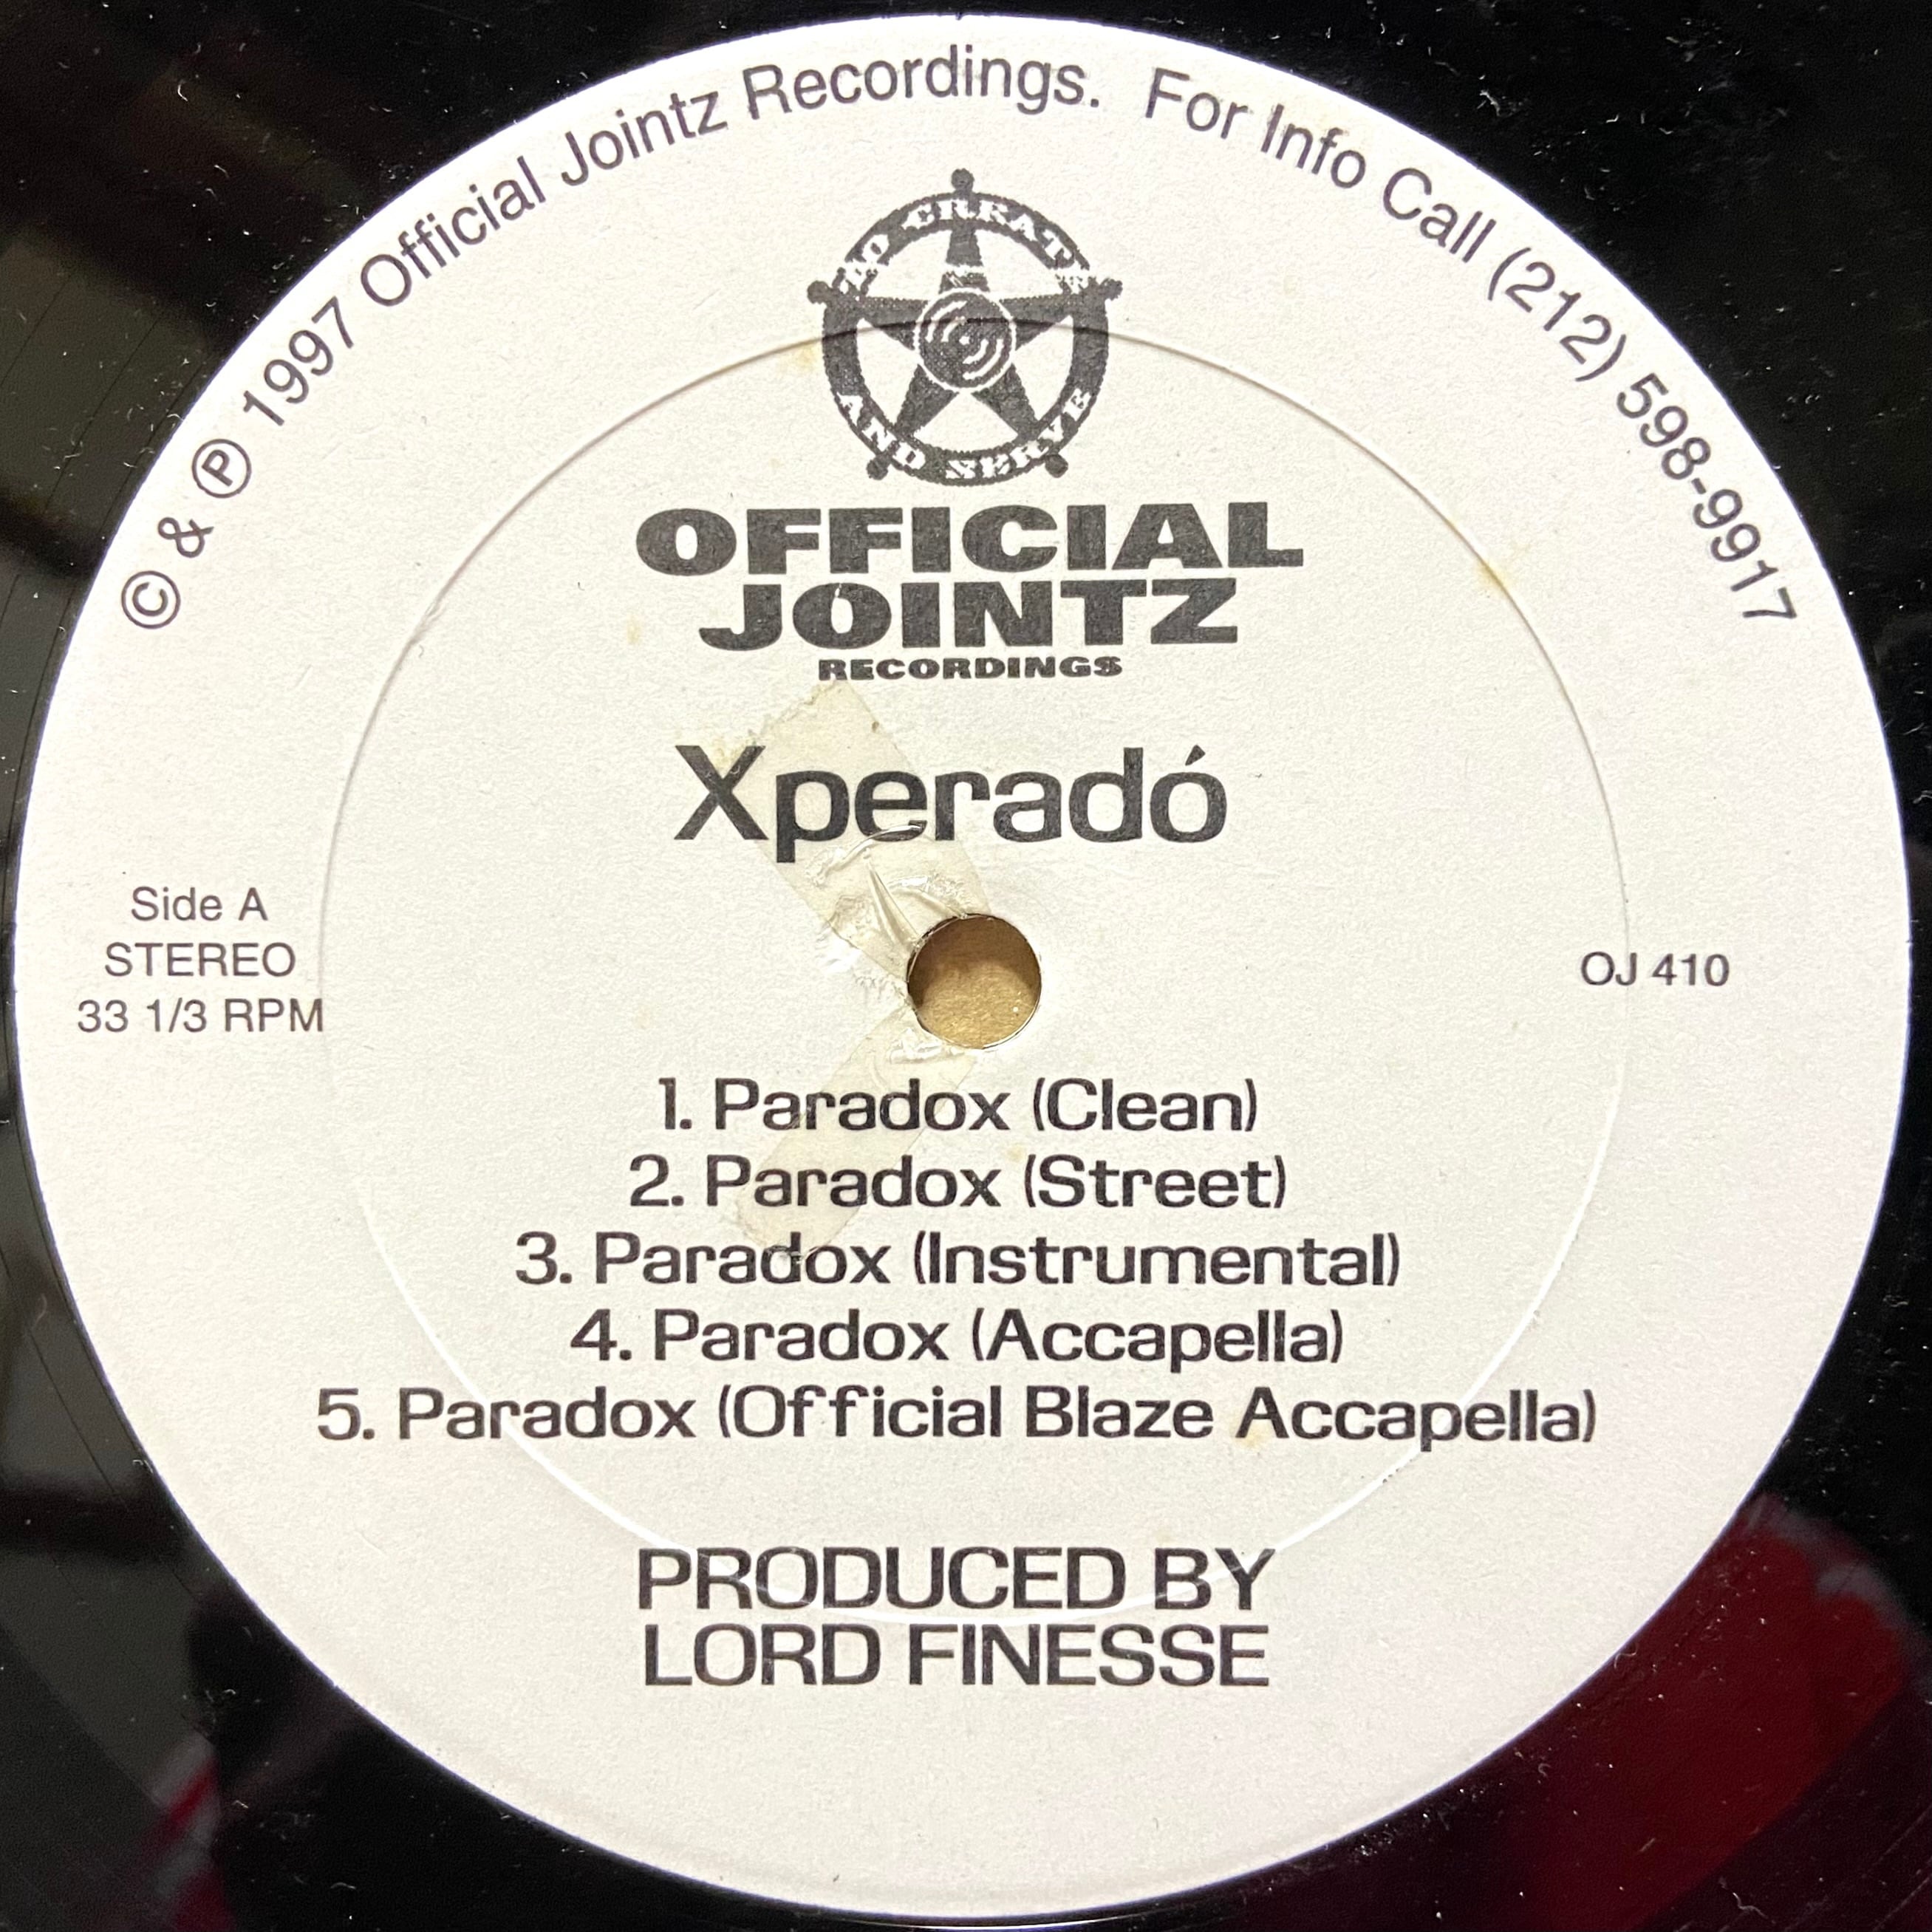 © & ℗ 1997 Official Jointz Recordings. For Info Call (212) 598-9917
TO CREATE
AND SERVE
OFFICIAL
JOINTZ
RECORDINGS
Xperadó
Side A
STEREO
33 1/3 RPM
OJ 410
1. Paradox (Clean)
2. Paradox (Street)
3. Paradox (Instrumental)
4. Paradox (Accapella)
5. Paradox (Official Blaze Accapella)
PRODUCED BY
LORD FINESSE